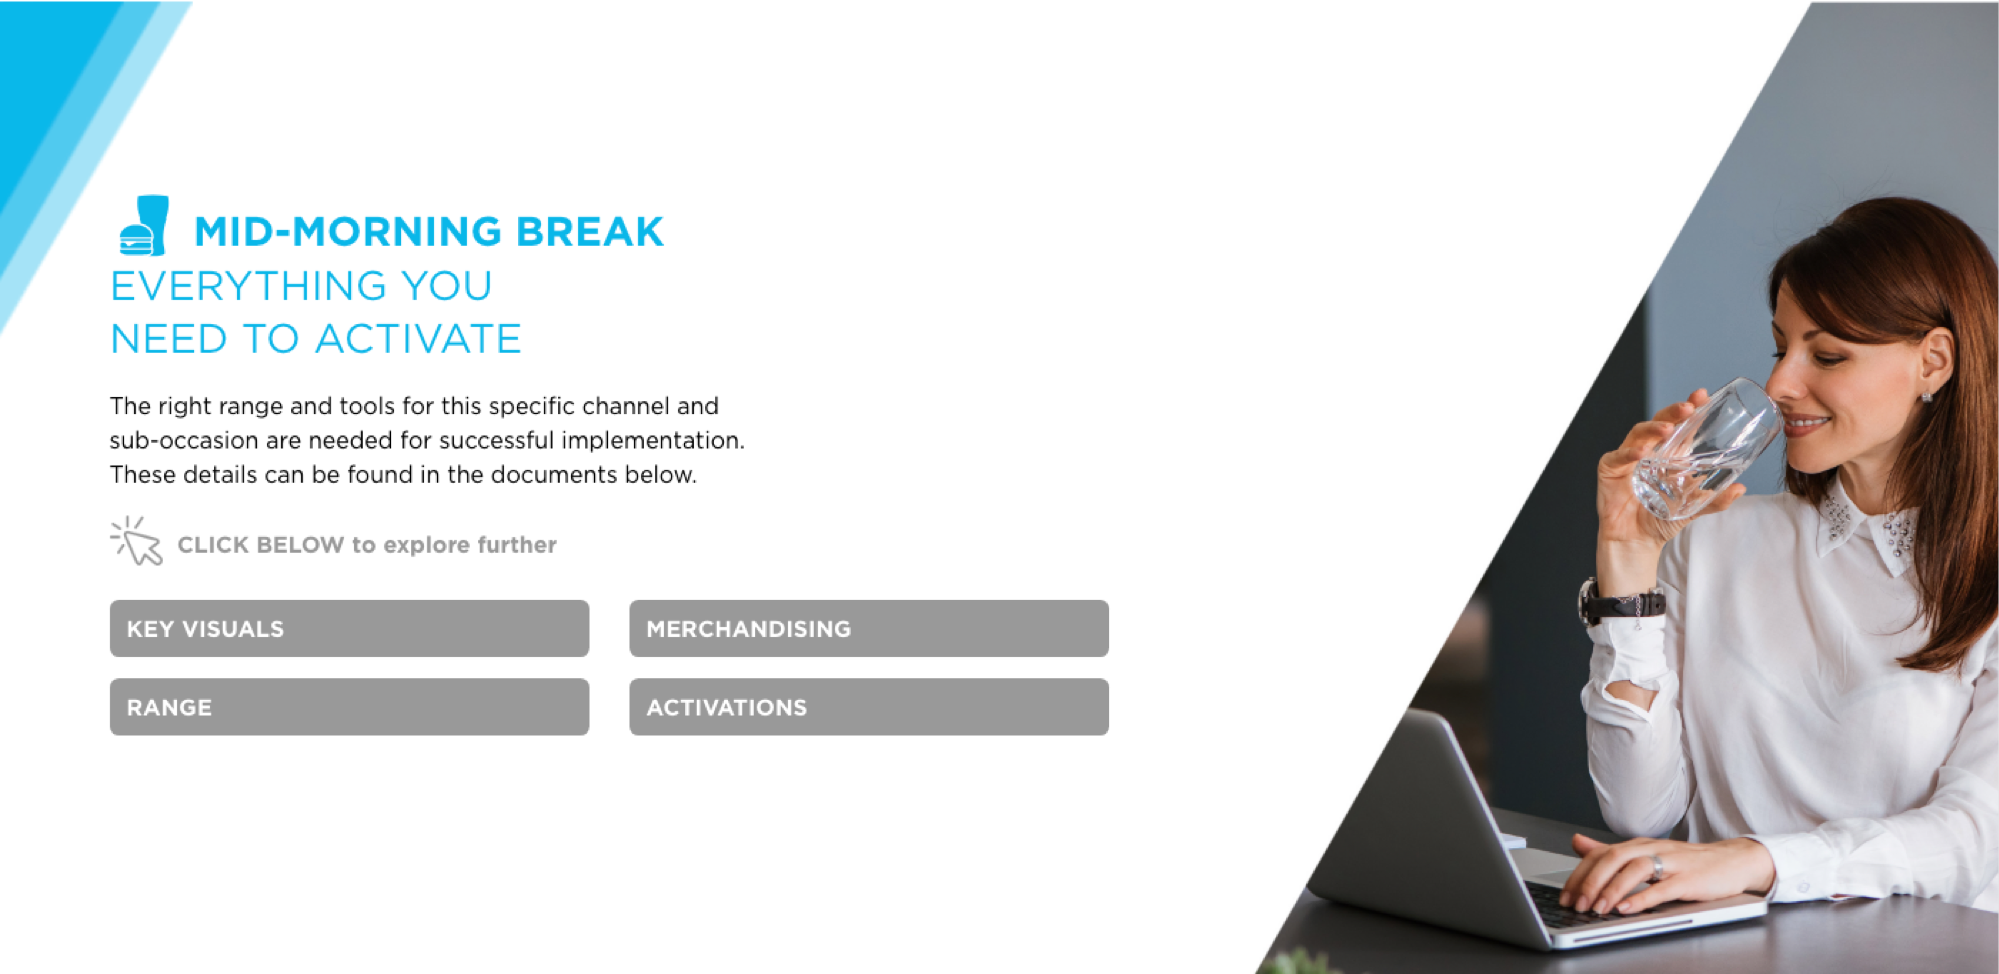 MID-MORNING BREAK
EVERYTHING YOU
NEED TO ACTIVATE
The right range and tools for this specific channel and
sub-occasion are needed for successful implementation.
These details can be found in the documents below.
CLICK BELOW to explore further
KEY VISUALS
MERCHANDISING
RANGE
ACTIVATIONS